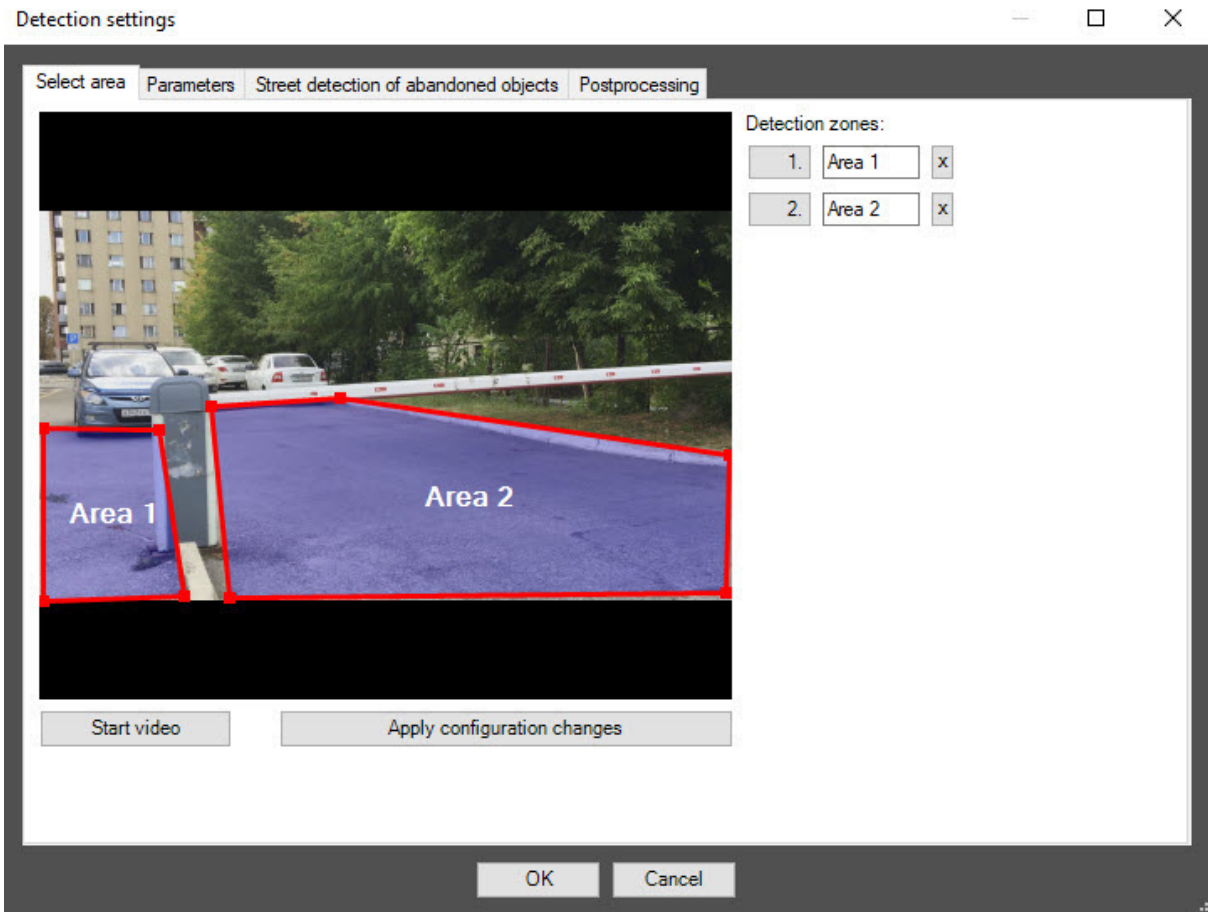 Detection settings
Select area Parameters Street detection of abandoned objects Postprocessing
Detection zones:
1. Area 1 x
2. Area 2 x
Area 1
Area 2
Start video Apply configuration changes
OK Cancel